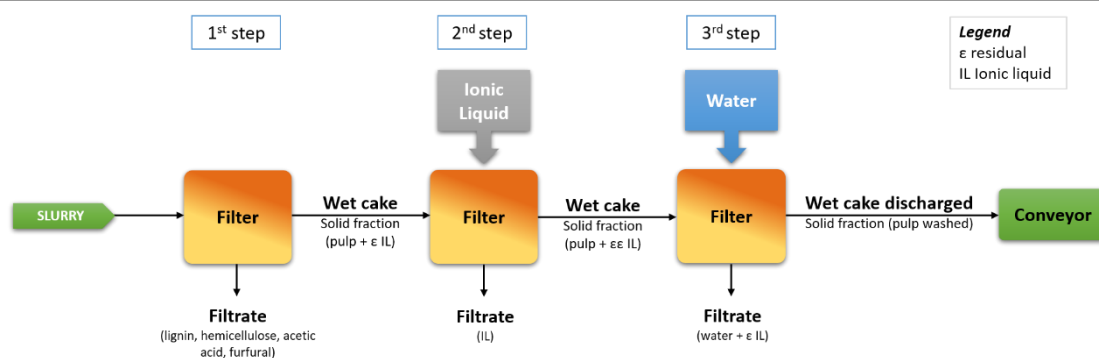 1st step
2nd step
3rd step
Legend
ε residual
IL Ionic liquid
Ionic
Liquid
Water
SLURRY
Filter
Wet cake
Solid fraction
(pulp + ε IL)
Filter
Wet cake
Solid fraction
(pulp + εε IL)
Filter
Wet cake discharged
Solid fraction (pulp washed)
Conveyor
Filtrate
(lignin, hemicellulose, acetic
acid, furfural)
Filtrate
(IL)
Filtrate
(water + ε IL)